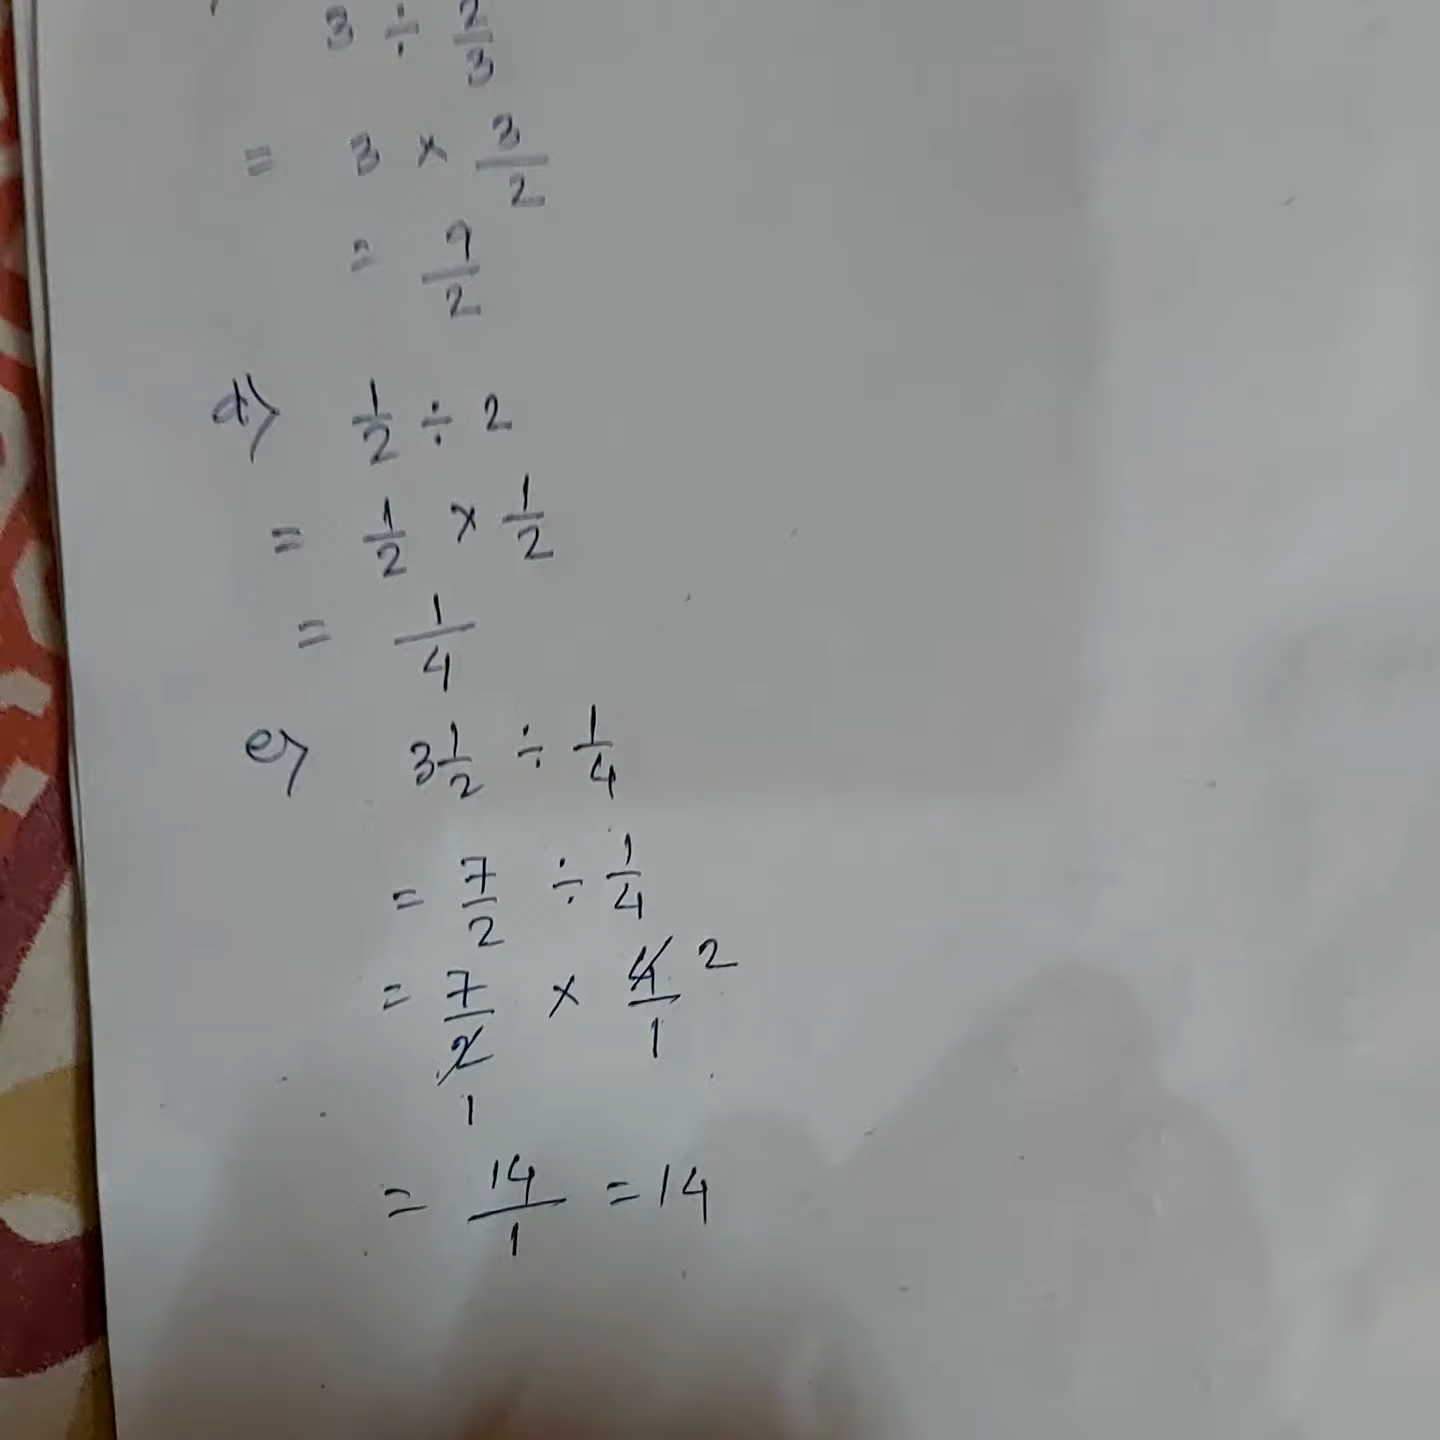 3 ÷ 2/3
= 3 × 3/2
= 9/2
d) 1/2 ÷ 2
= 1/2 × 1/2
= 1/4
e) 3 1/2 ÷ 1/4
= 7/2 ÷ 1/4
= 7/2 × 4/1 2
1
= 14/1 = 14